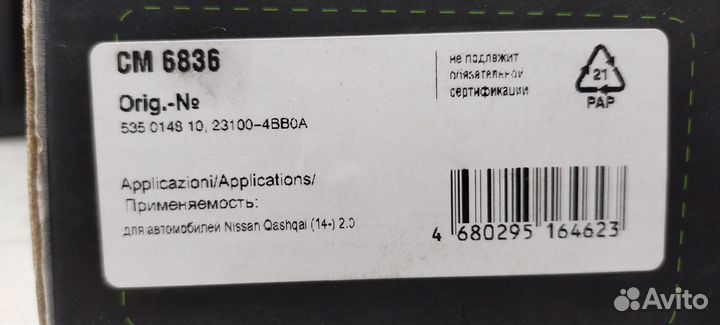 CM 6836
Orig.-№
535 0148 10, 23100-4BB0A
Applicazioni/Applications/
Применяемость:
для автомобилей Nissan Qashqai (14-) 2.0
не подлежит
обязательной
сертификации
21
PAP
4 680295 164623
Avito